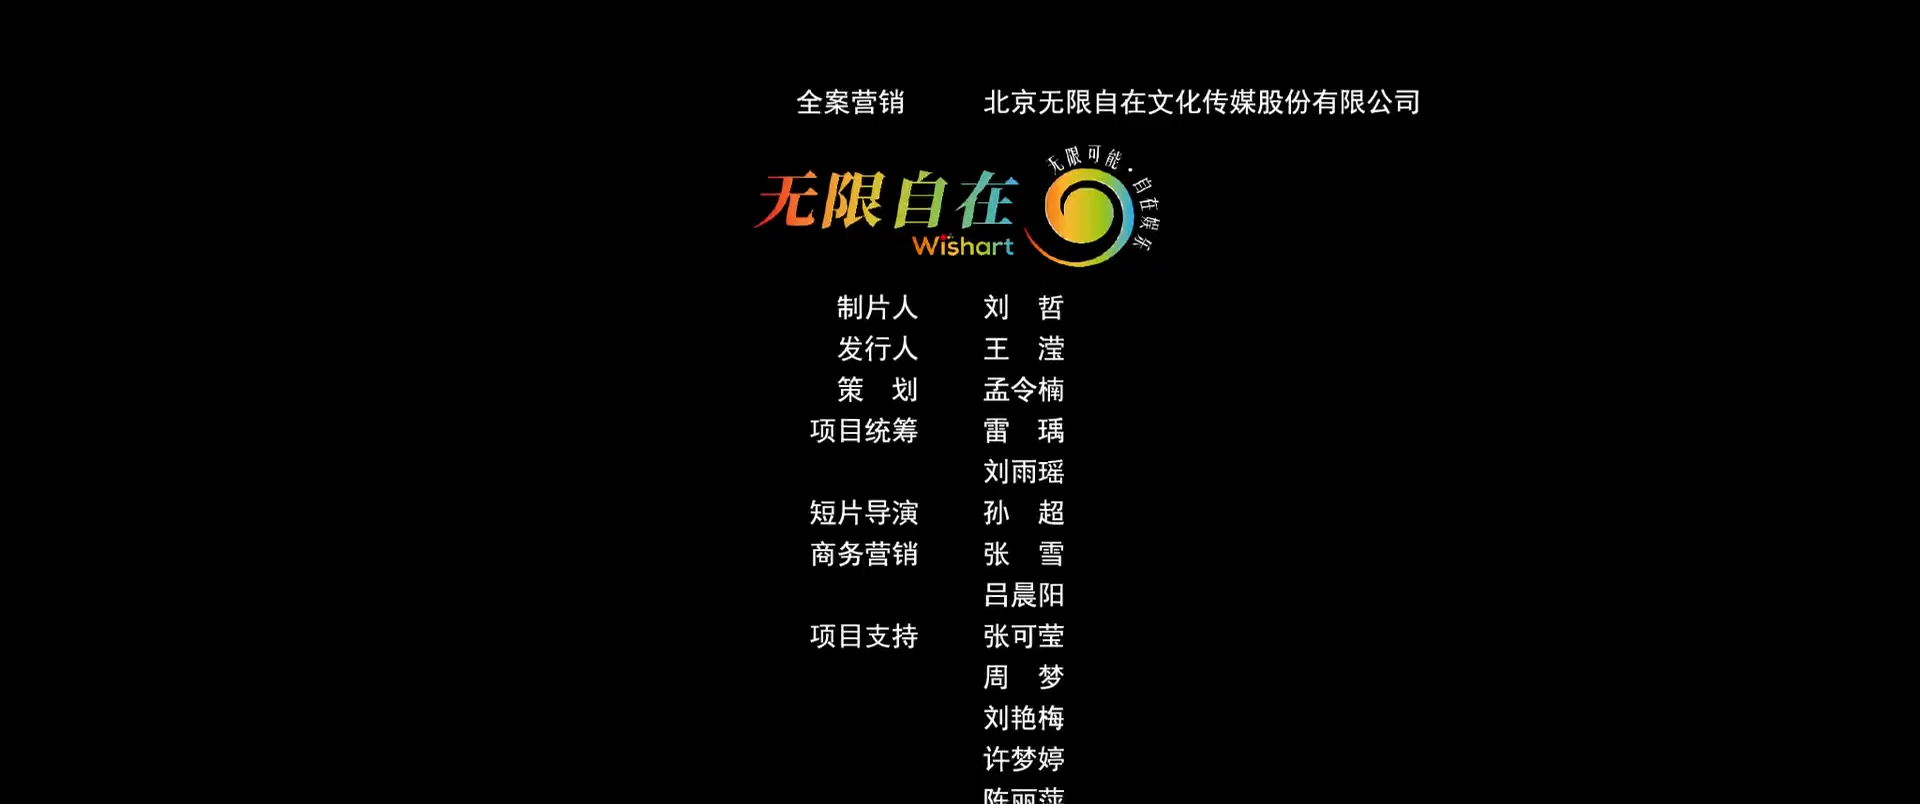 全案营销 北京无限自在文化传媒股份有限公司
无限可能·自在娱乐
无限自在
Wishart
制片人 刘 哲
发行人 王 滢
策 划 孟令楠
项目统筹 雷 瑀
刘雨瑶
短片导演 孙 超
商务营销 张 雪
吕晨阳
项目支持 张可莹
周 梦
刘艳梅
许梦婷
陈丽萍